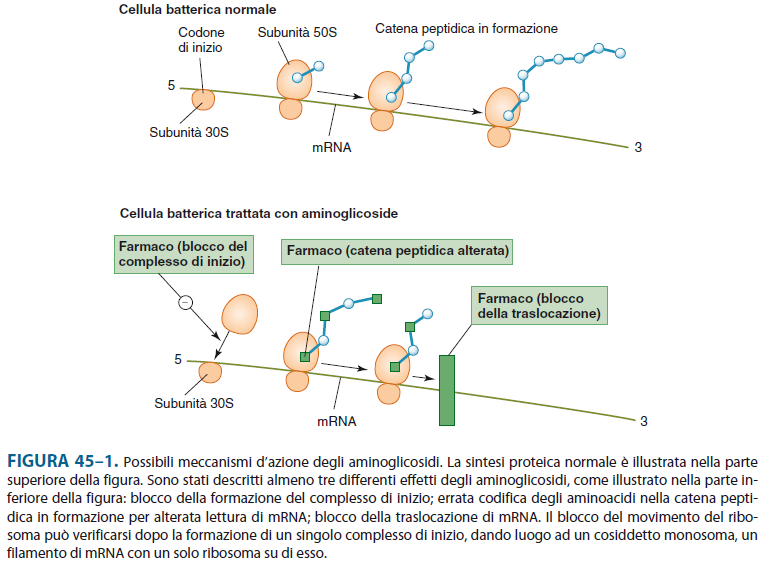 Cellula batterica normale
Codone
di inizio
Subunità 50S
Catena peptidica in formazione
5
Subunità 30S
mRNA
3
Cellula batterica trattata con aminoglicoside
Farmaco (blocco del
complesso di inizio)
Farmaco (catena peptidica alterata)
Farmaco (blocco
della traslocazione)
–
5
Subunità 30S
mRNA
3
FIGURA 45–1. Possibili meccanismi d'azione degli aminoglicosidi. La sintesi proteica normale è illustrata nella parte
superiore della figura. Sono stati descritti almeno tre differenti effetti degli aminoglicosidi, come illustrato nella parte in-
feriore della figura: blocco della formazione del complesso di inizio; errata codifica degli aminoacidi nella catena pepti-
dica in formazione per alterata lettura di mRNA; blocco della traslocazione di mRNA. Il blocco del movimento del ribo-
soma può verificarsi dopo la formazione di un singolo complesso di inizio, dando luogo ad un cosiddetto monosoma, un
filamento di mRNA con un solo ribosoma su di esso.